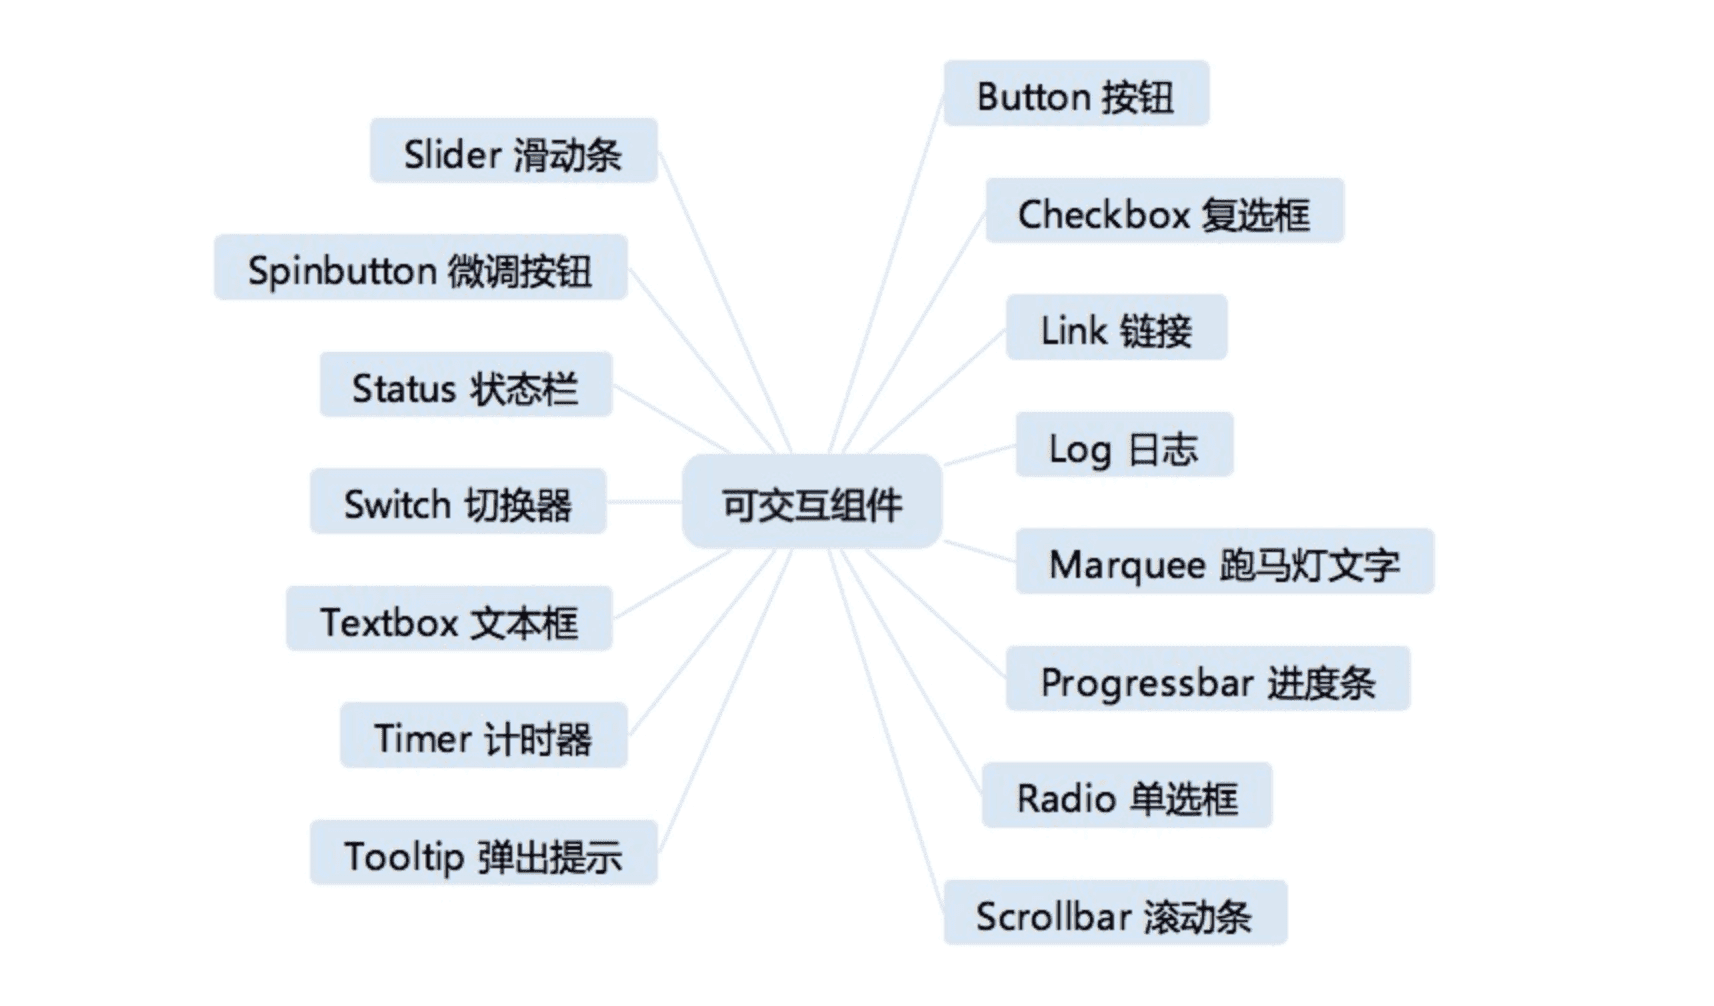 Button 按钮
Slider 滑动条
Checkbox 复选框
Spinbutton 微调按钮
Link 链接
Status 状态栏
Log 日志
Switch 切换器
可交互组件
Marquee 跑马灯文字
Textbox 文本框
Progressbar 进度条
Timer 计时器
Radio 单选框
Tooltip 弹出提示
Scrollbar 滚动条